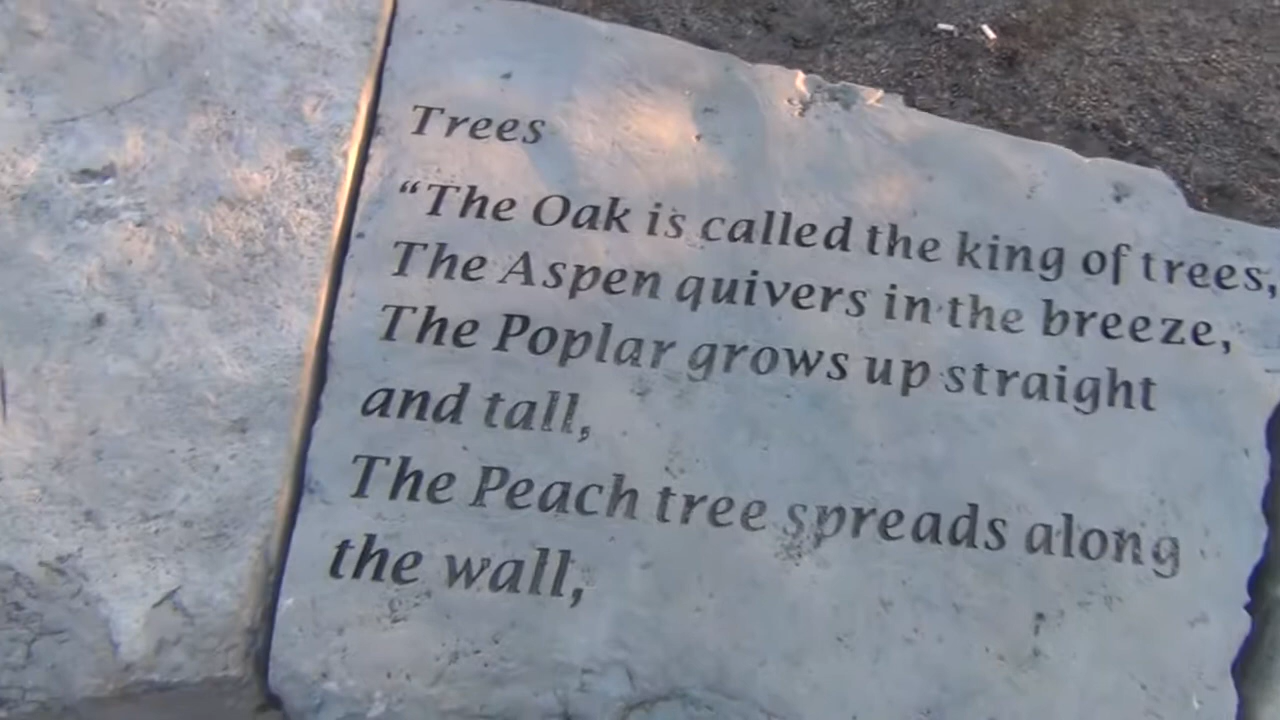 Trees
“The Oak is called the king of trees,
The Aspen quivers in the breeze,
The Poplar grows up straight
and tall,
The Peach tree spreads along
the wall,